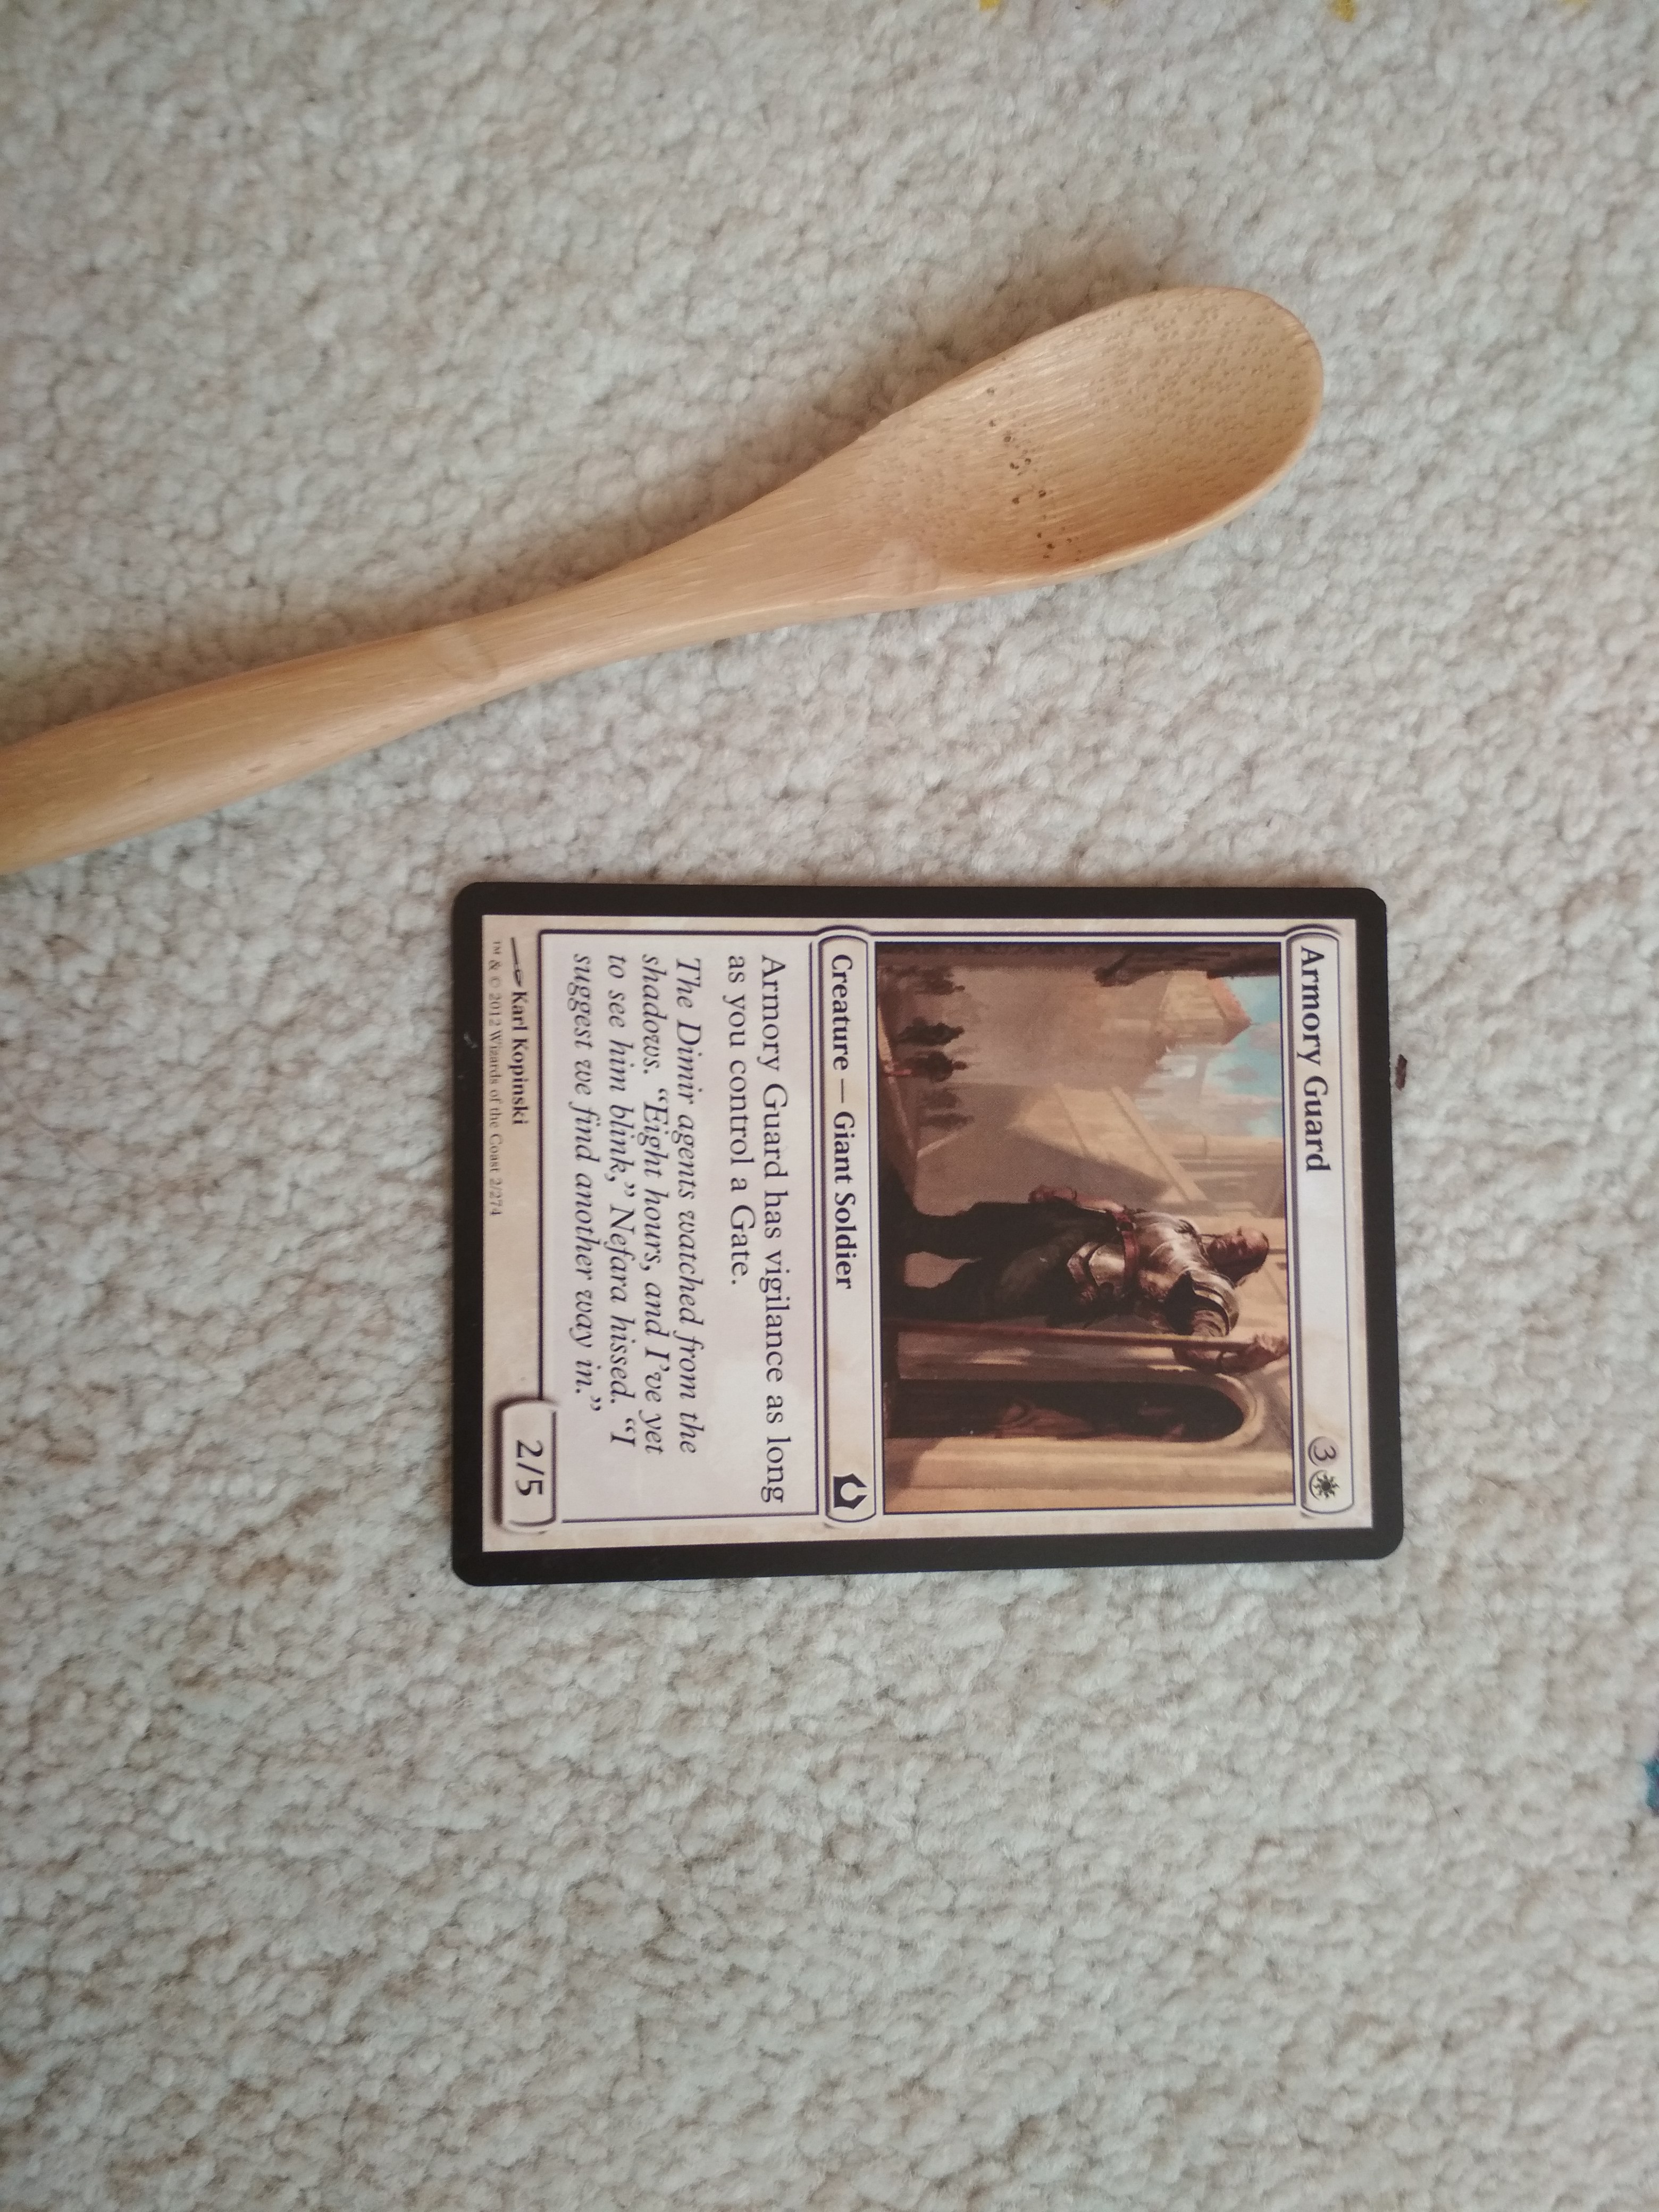 Armory Guard 3
Creature — Giant Soldier
Armory Guard has vigilance as long
as you control a Gate.
The Dimir agents watched from the
shadows. “Eight hours, and I’ve yet
to see him blink,” Nefara hissed. “I
suggest we find another way in.”
Karl Kopinski
™ & © 2012 Wizards of the Coast 2/274
2/5